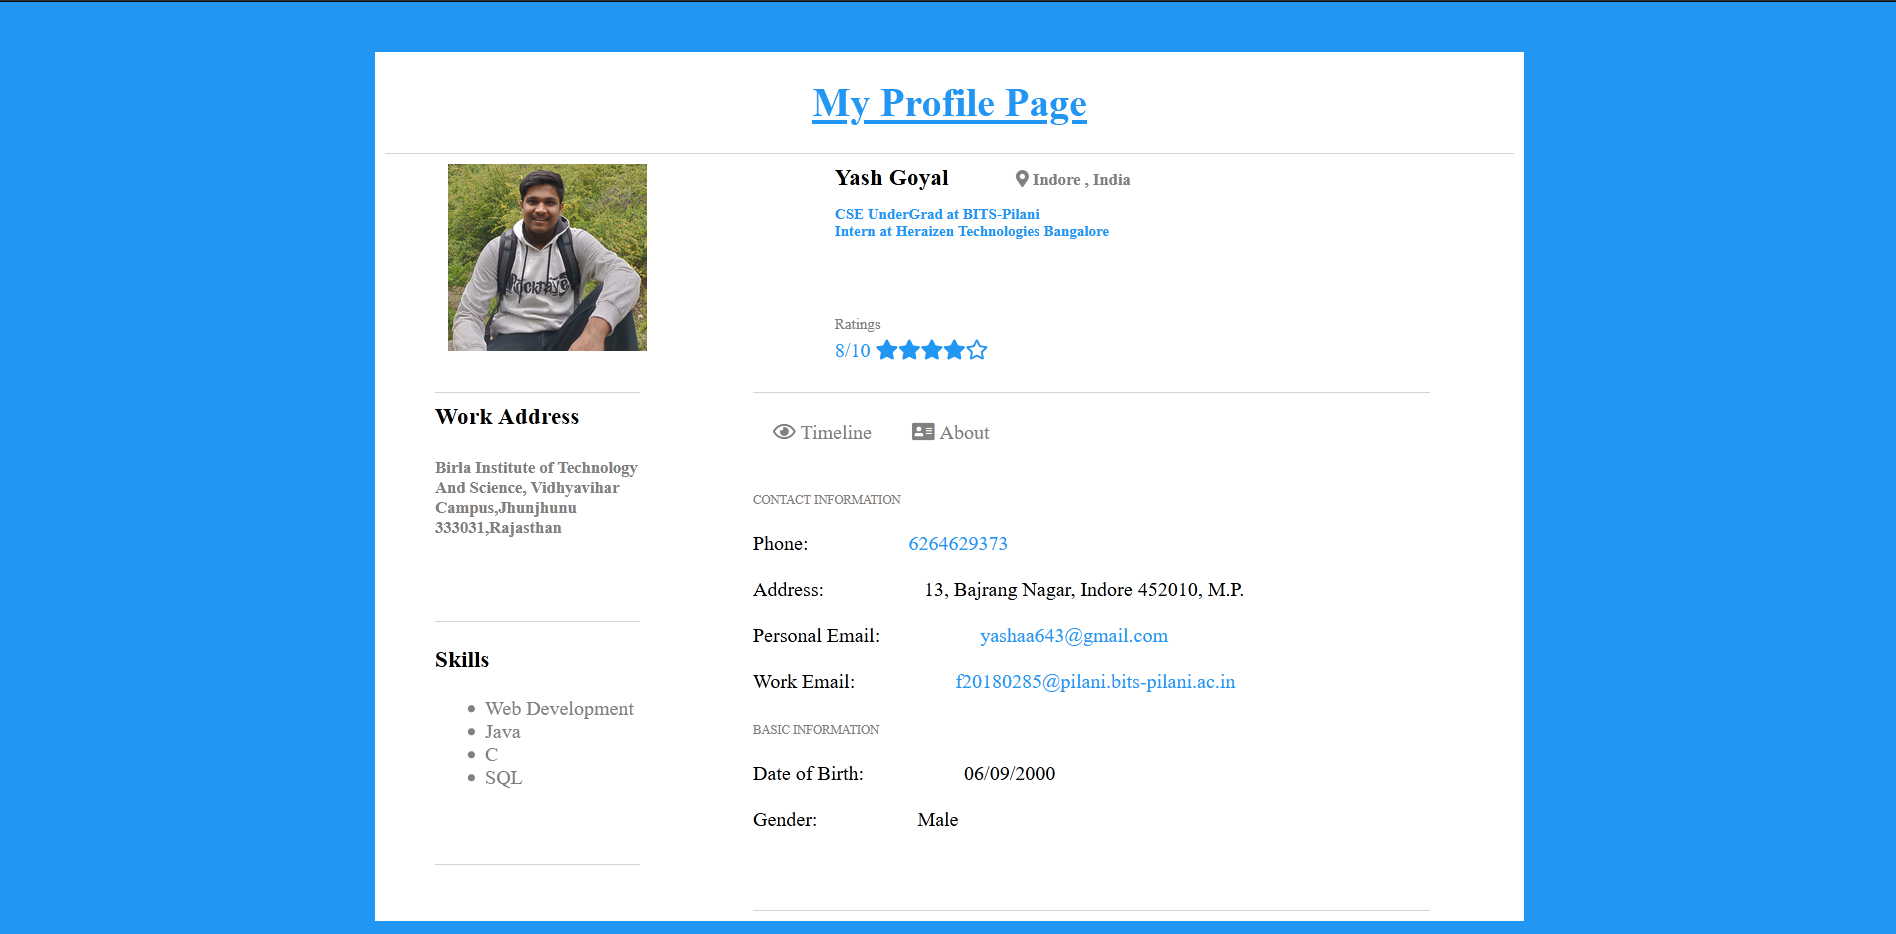 My Profile Page
Yash Goyal
Indore , India
CSE UnderGrad at BITS-Pilani
Intern at Heraizen Technologies Bangalore
Ratings
8/10
Work Address
Birla Institute of Technology
And Science, Vidhyavihar
Campus,Jhunjhunu
333031,Rajasthan
Skills
Web Development
Java
C
SQL
Timeline
About
CONTACT INFORMATION
Phone: 6264629373
Address: 13, Bajrang Nagar, Indore 452010, M.P.
Personal Email: yashaa643@gmail.com
Work Email: f20180285@pilani.bits-pilani.ac.in
BASIC INFORMATION
Date of Birth: 06/09/2000
Gender: Male